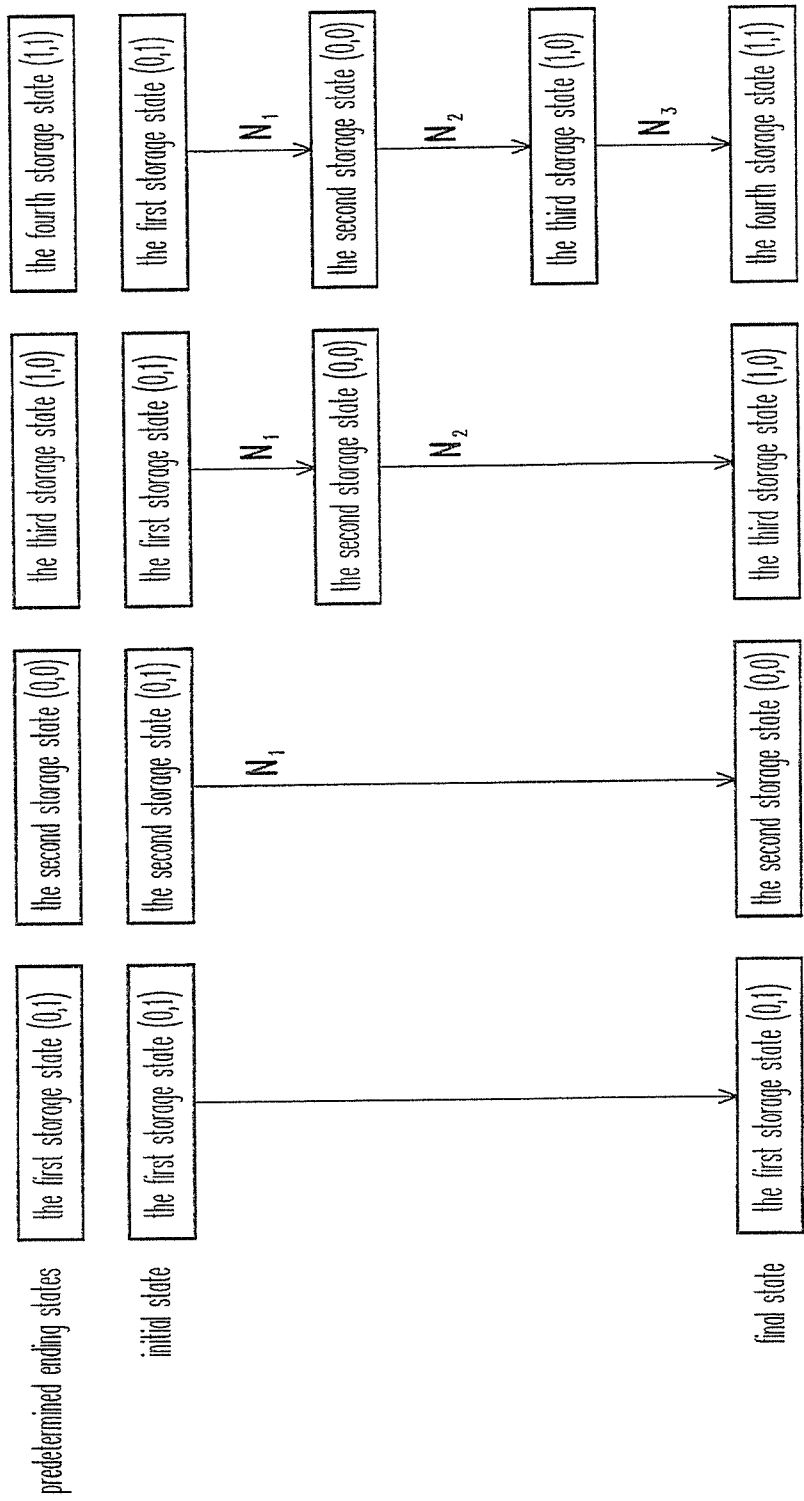 predetermined ending states
the first storage state (0,1)
the second storage state (0,0)
the third storage state (1,0)
the fourth storage state (1,1)
initial state
the first storage state (0,1)
the second storage state (0,1)
the first storage state (0,1)
the first storage state (0,1)
N₁
N₁
N₁
the second storage state (0,0)
the second storage state (0,0)
N₂
N₂
the third storage state (1,0)
N₃
final state
the first storage state (0,1)
the second storage state (0,0)
the third storage state (1,0)
the fourth storage state (1,1)